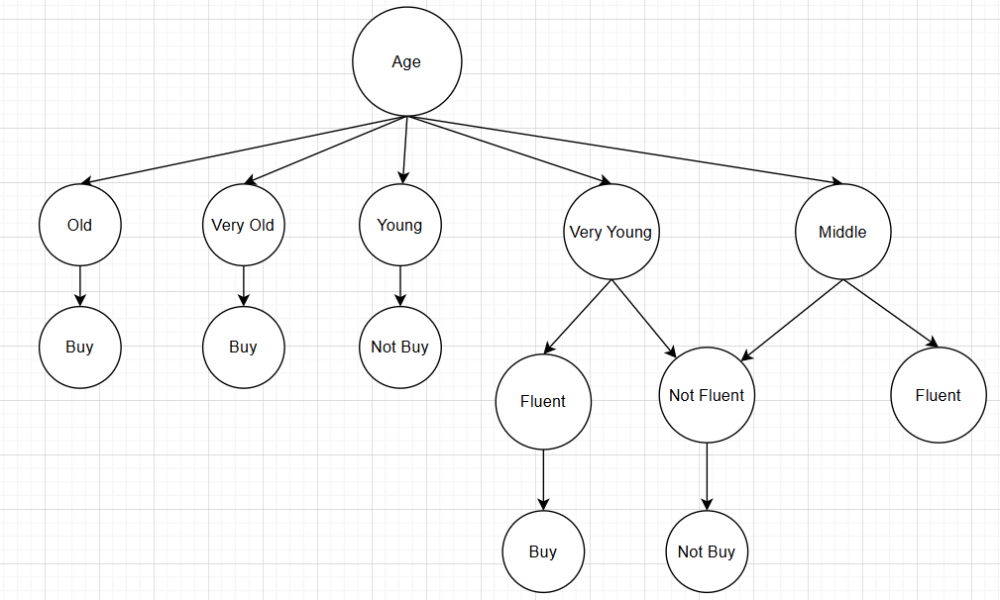 Age
Old
Very Old
Young
Very Young
Middle
Buy
Buy
Not Buy
Fluent
Not Fluent
Fluent
Buy
Not Buy